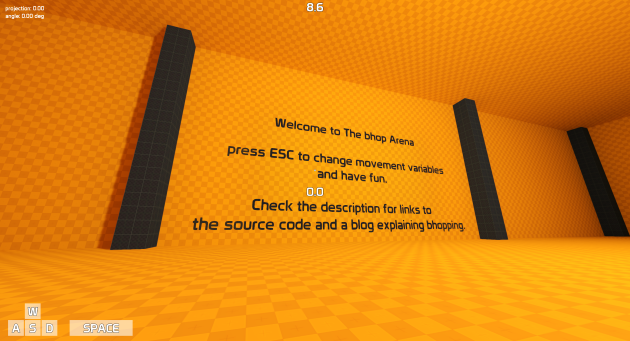 projection: 0.00
angle: 0.00 deg
8.6
Welcome to The bhop Arena
press ESC to change movement variables
and have fun.
0.0
Check the description for links to
the source code and a blog explaining bhopping.
W
A S D SPACE